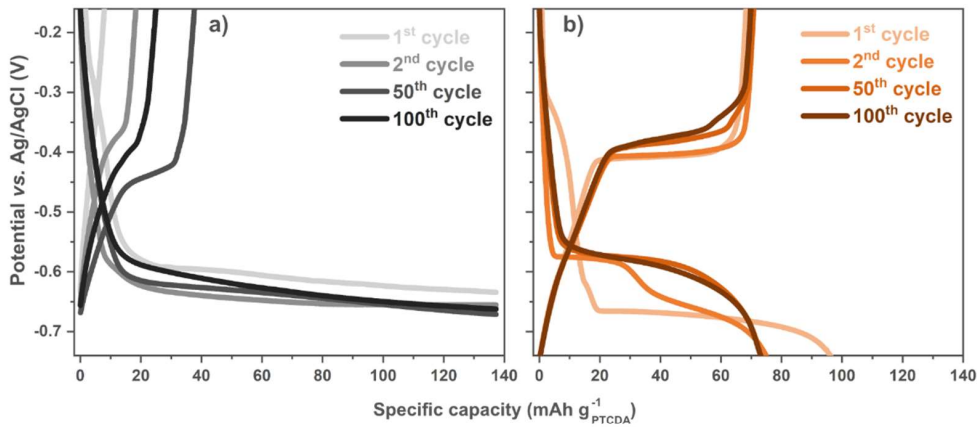 a)
1st cycle
2nd cycle
50th cycle
100th cycle
b)
1st cycle
2nd cycle
50th cycle
100th cycle
Potential vs. Ag/AgCl (V)
-0.2
-0.3
-0.4
-0.5
-0.6
-0.7
0 20 40 60 80 100 120 140
0 20 40 60 80 100 120 140
Specific capacity (mAh g-1PTCDA)